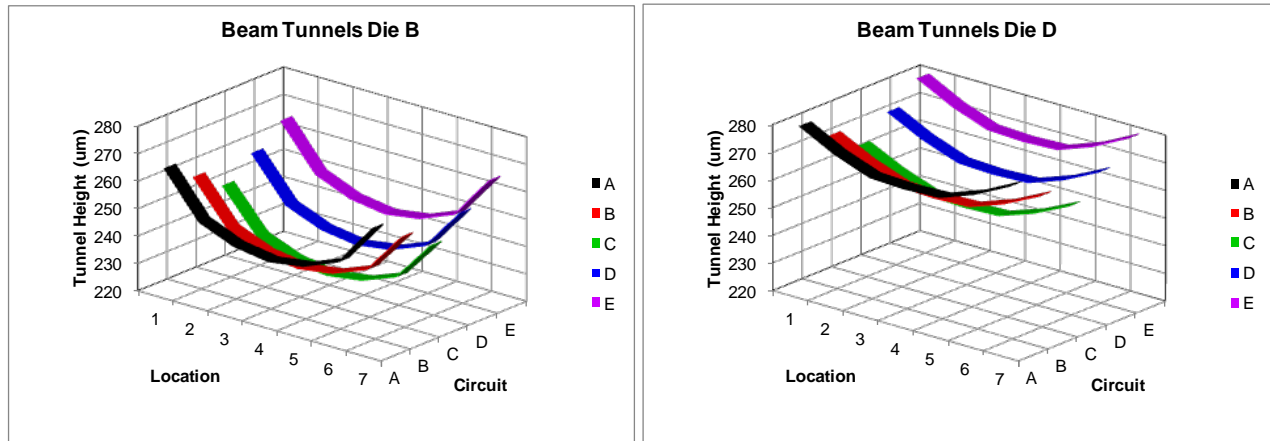 Beam Tunnels Die B
Tunnel Height (um)
280
270
260
250
240
230
220
1
2
3
4
5
6
7
Location
A
B
C
D
E
Circuit
A
B
C
D
E
Beam Tunnels Die D
Tunnel Height (um)
280
270
260
250
240
230
220
1
2
3
4
5
6
7
Location
A
B
C
D
E
Circuit
A
B
C
D
E